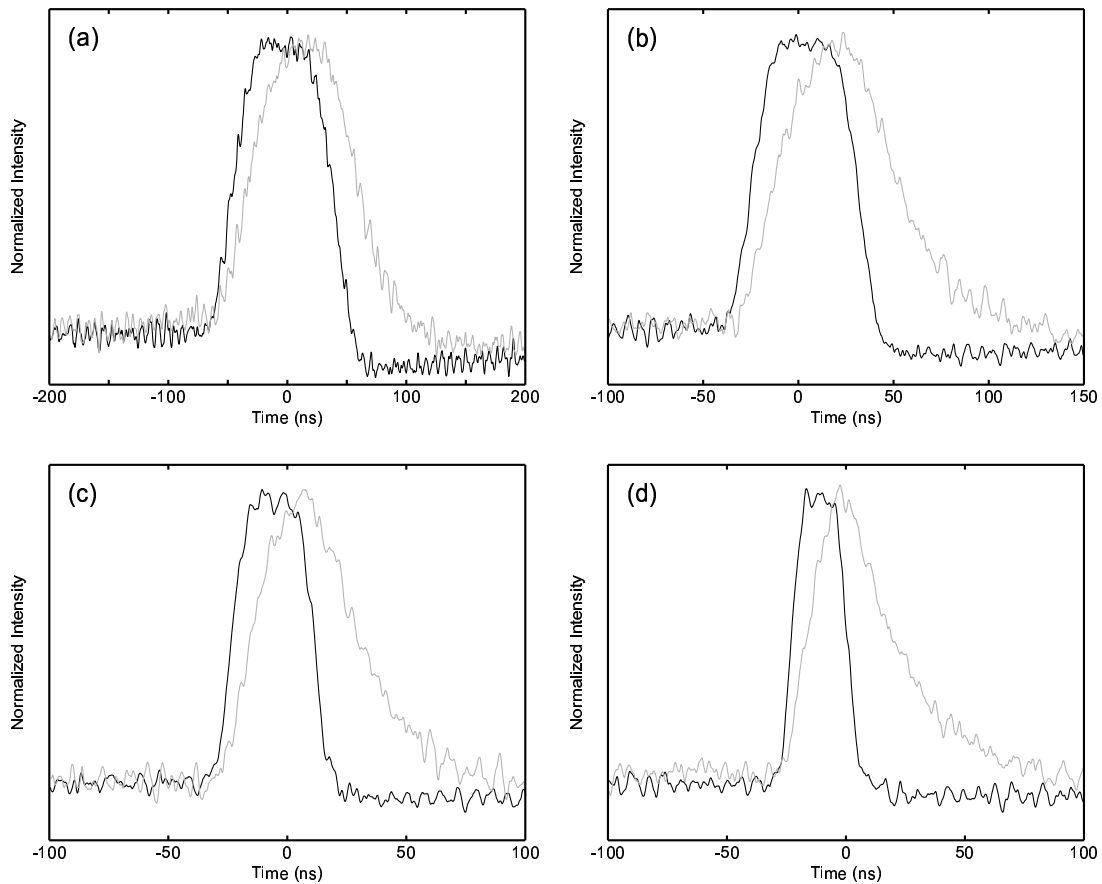 (a)
Normalized Intensity
-200 -100 0 100 200
Time (ns)
(b)
Normalized Intensity
-100 -50 0 50 100 150
Time (ns)
(c)
Normalized Intensity
-100 -50 0 50 100
Time (ns)
(d)
Normalized Intensity
-100 -50 0 50 100
Time (ns)